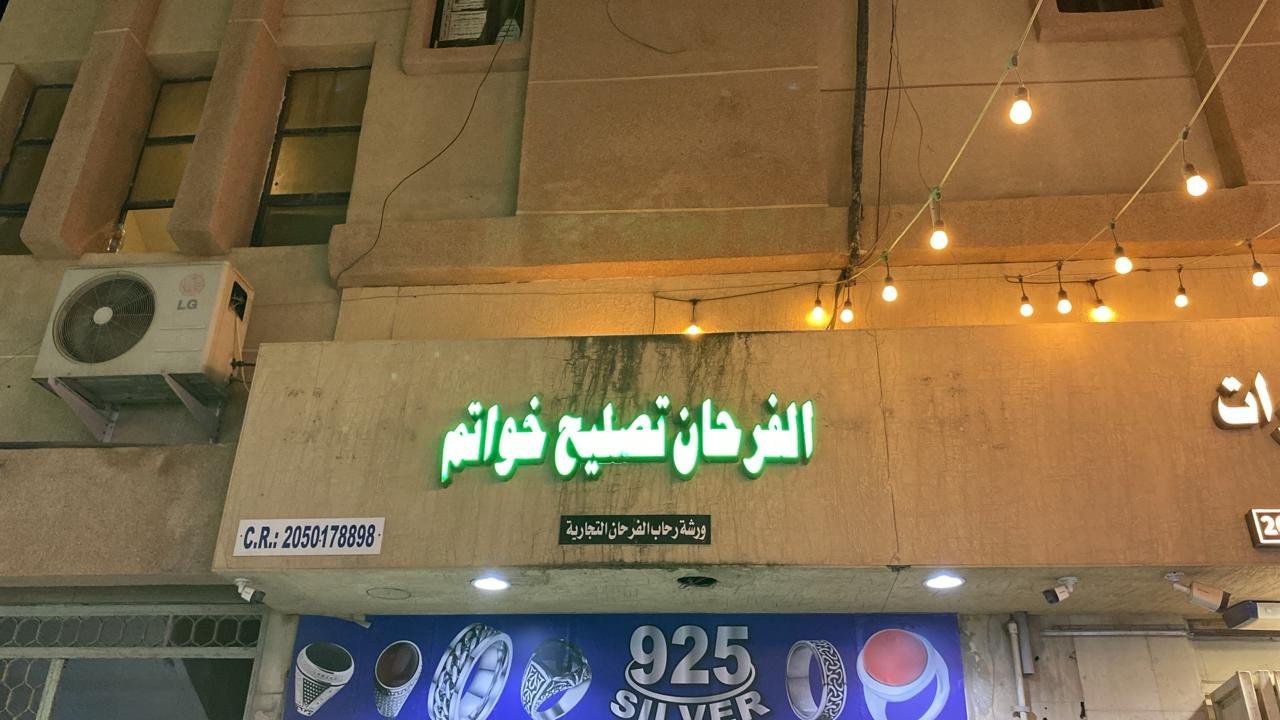 LG
الفرحان تصليح خواتم
ورشة رحاب الفرحان التجارية
C.R.: 2050178898
925
SILVER